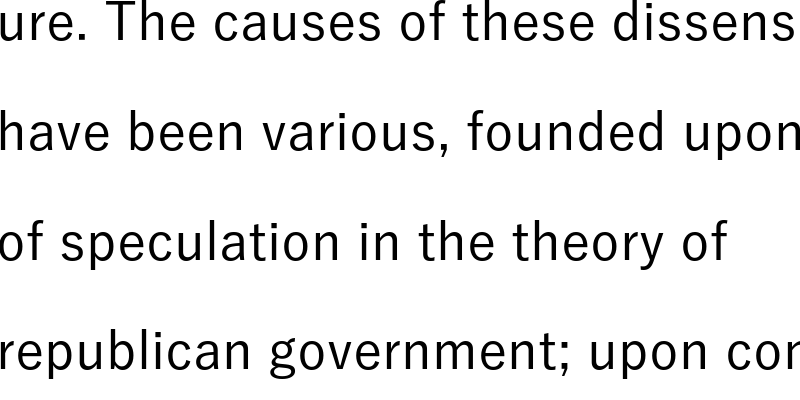 ure. The causes of these dissens
have been various, founded upon
of speculation in the theory of
republican government; upon con